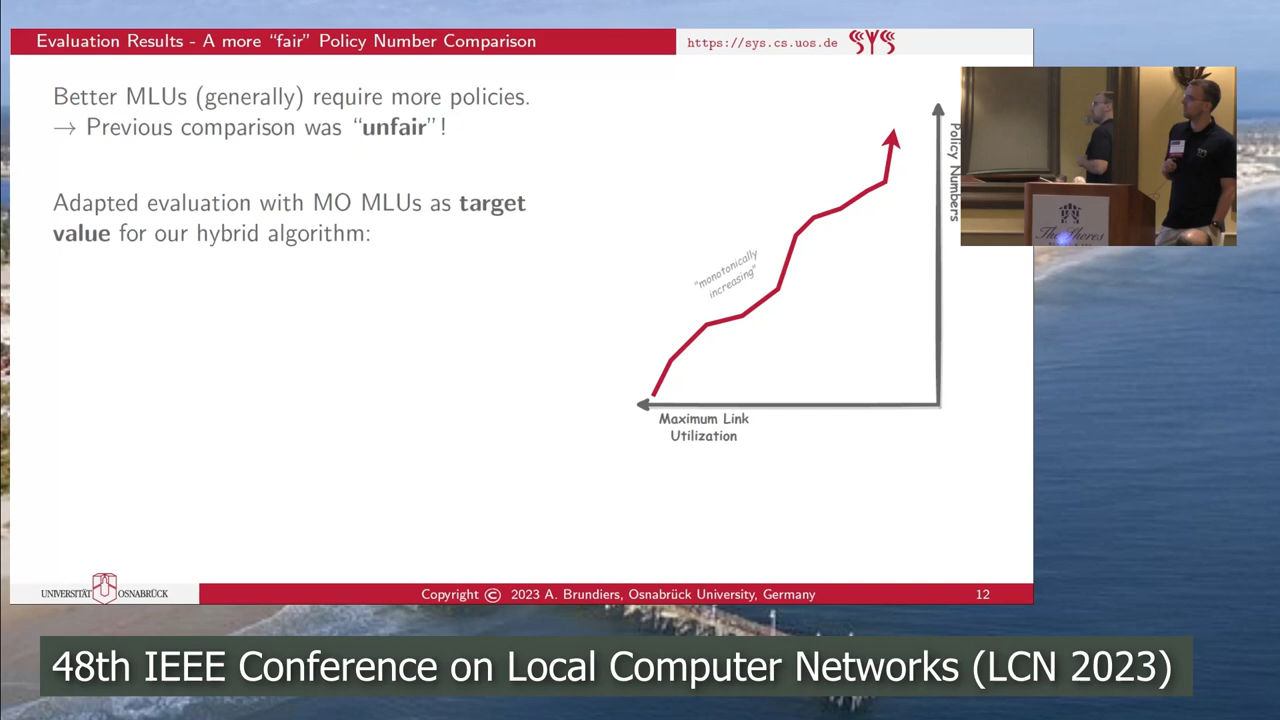 Evaluation Results - A more “fair” Policy Number Comparison
https://sys.cs.uos.de
SYS
Better MLUs (generally) require more policies.
→ Previous comparison was “unfair”!
Adapted evaluation with MO MLUs as target
value for our hybrid algorithm:
Policy Numbers
"monotonically
increasing"
Maximum Link
Utilization
The Shores
UNIVERSITÄT OSNABRÜCK
Copyright © 2023 A. Brundiers, Osnabrück University, Germany
12
48th IEEE Conference on Local Computer Networks (LCN 2023)